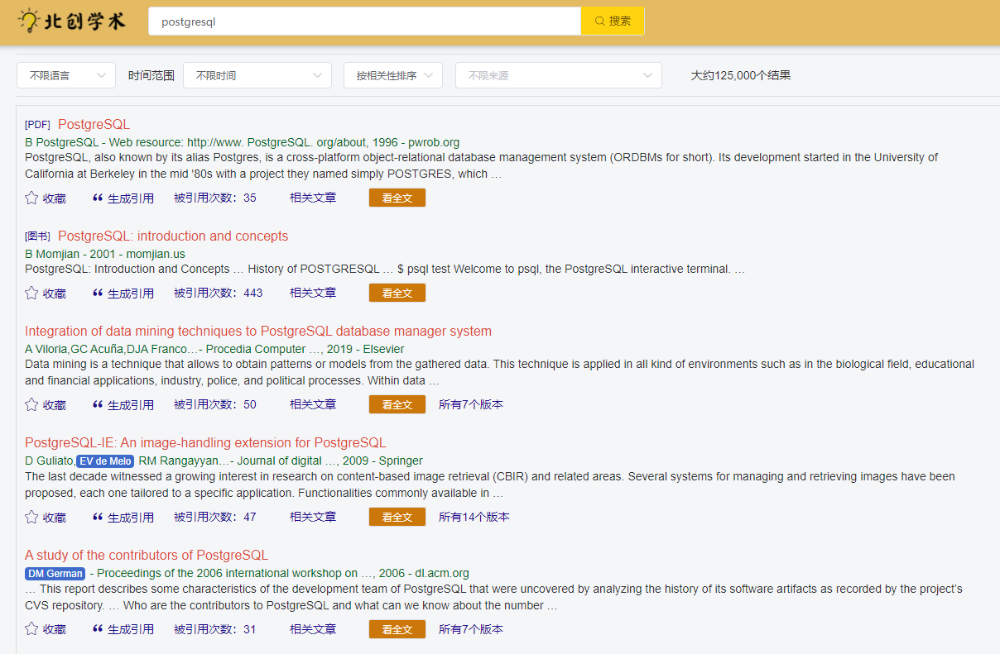 北创学术
postgresql
搜索
不限语言 时间范围 不限时间 按相关性排序 不限来源 大约125,000个结果
[PDF] PostgreSQL
B PostgreSQL - Web resource: http://www. PostgreSQL. org/about, 1996 - pwrob.org
PostgreSQL, also known by its alias Postgres, is a cross-platform object-relational database management system (ORDBMs for short). Its development started in the University of
California at Berkeley in the mid '80s with a project they named simply POSTGRES, which …
收藏 “ 生成引用 被引用次数：35 相关文章 看全文
[图书] PostgreSQL: introduction and concepts
B Momjian - 2001 - momjian.us
PostgreSQL: Introduction and Concepts … History of POSTGRESQL … $ psql test Welcome to psql, the PostgreSQL interactive terminal. …
收藏 “ 生成引用 被引用次数：443 相关文章 看全文
Integration of data mining techniques to PostgreSQL database manager system
A Viloria,GC Acuña,DJA Franco…- Procedia Computer …, 2019 - Elsevier
Data mining is a technique that allows to obtain patterns or models from the gathered data. This technique is applied in all kind of environments such as in the biological field, educational
and financial applications, industry, police, and political processes. Within data …
收藏 “ 生成引用 被引用次数：50 相关文章 看全文 所有7个版本
PostgreSQL-IE: An image-handling extension for PostgreSQL
D Guliato,EV de Melo RM Rangayyan…- Journal of digital …, 2009 - Springer
The last decade witnessed a growing interest in research on content-based image retrieval (CBIR) and related areas. Several systems for managing and retrieving images have been
proposed, each one tailored to a specific application. Functionalities commonly available in …
收藏 “ 生成引用 被引用次数：47 相关文章 看全文 所有14个版本
A study of the contributors of PostgreSQL
DM German - Proceedings of the 2006 international workshop on …, 2006 - dl.acm.org
… This report describes some characteristics of the development team of PostgreSQL that were uncovered by analyzing the history of its software artifacts as recorded by the project’s
CVS repository. … Who are the contributors to PostgreSQL and what can we know about the number …
收藏 “ 生成引用 被引用次数：31 相关文章 看全文 所有7个版本